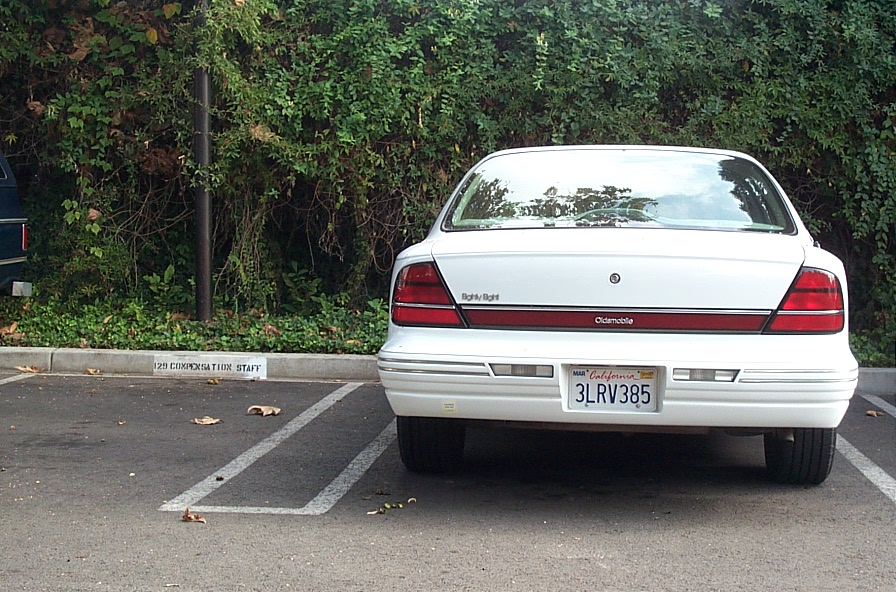 Eighty Eight
Oldsmobile
129 COMPENSATION STAFF
MAR California
3LRV385